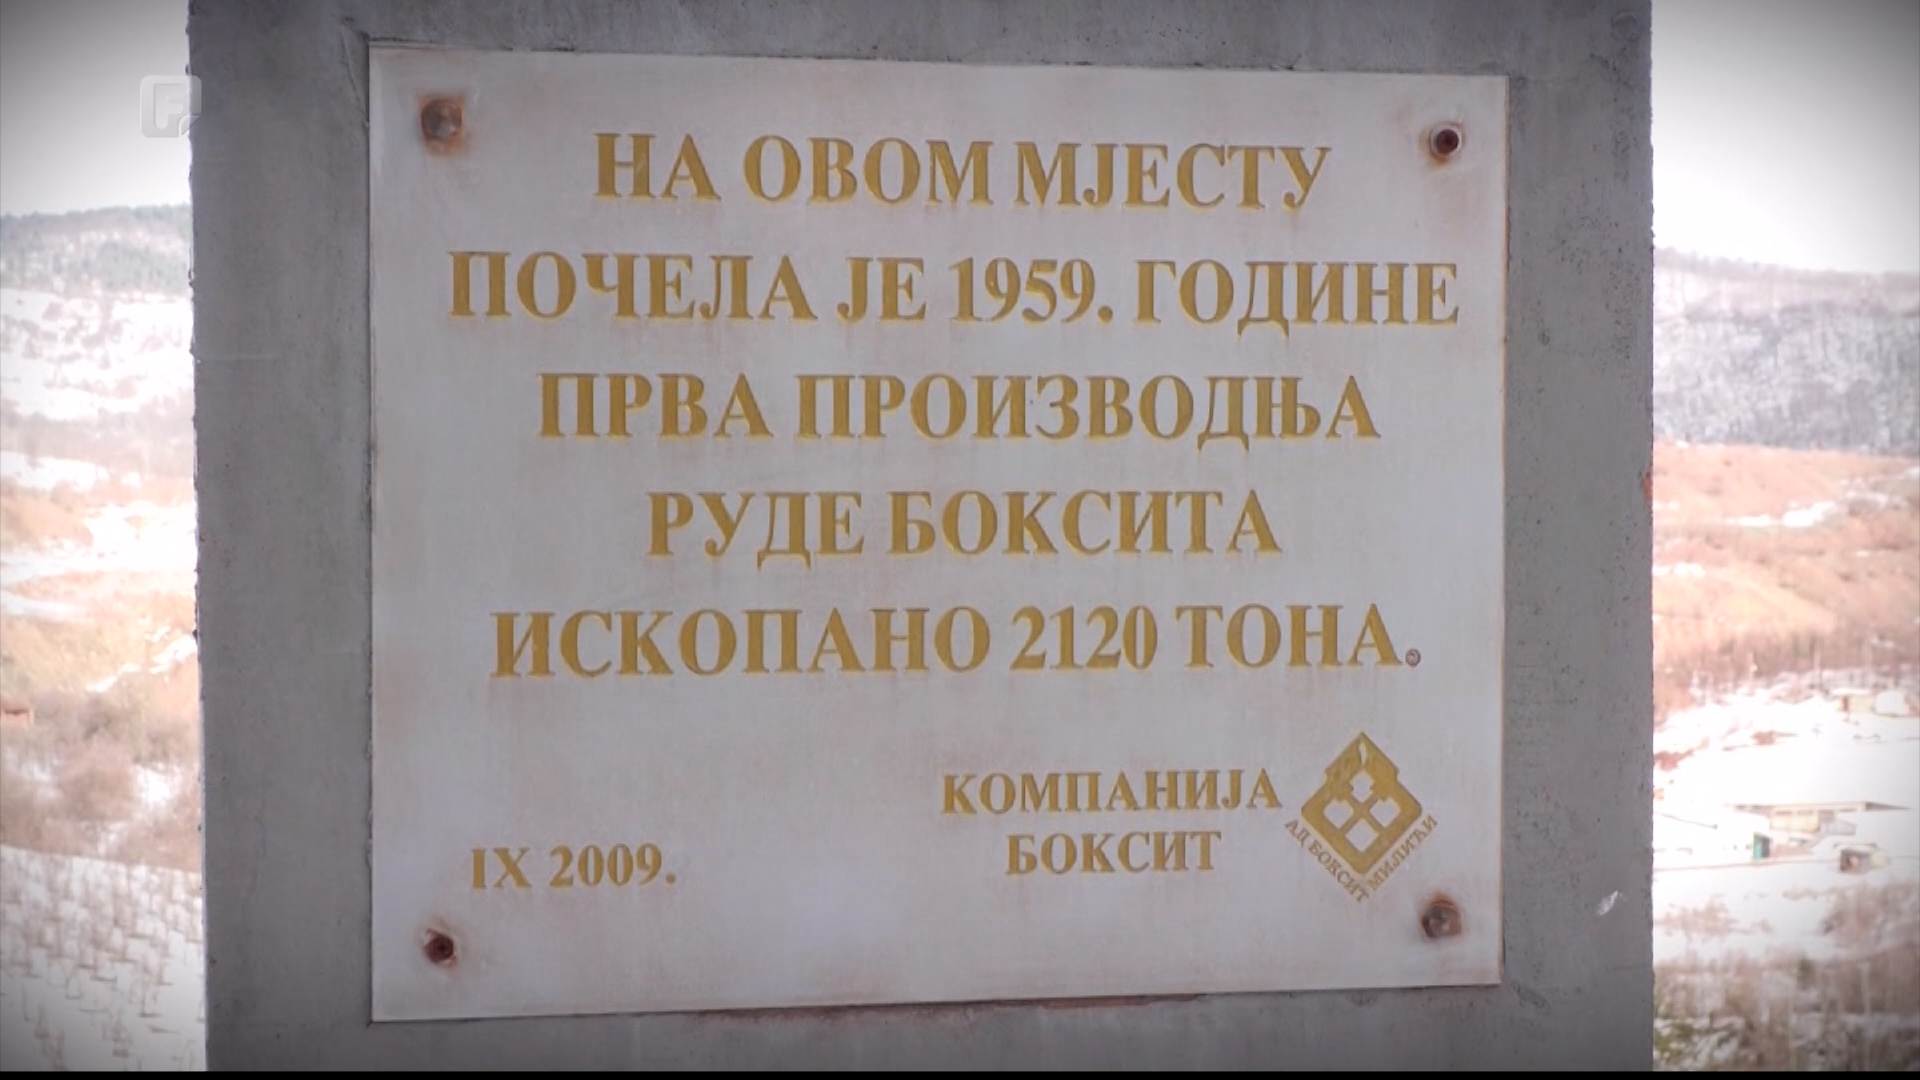 НА ОВОМ МЈЕСТУ
ПОЧЕЛА ЈЕ 1959. ГОДИНЕ
ПРВА ПРОИЗВОДЊА
РУДЕ БОКСИТА
ИСКОПАНО 2120 ТОНА.
КОМПАНИЈА
БОКСИТ
АД БОКСИТ МИЛИЋИ
IX 2009.
F